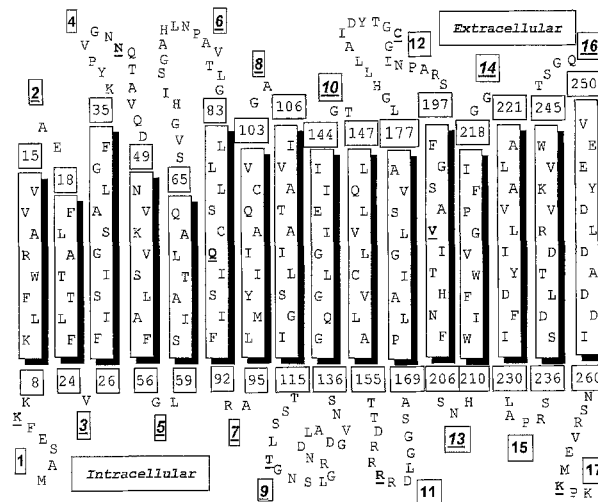 Extracellular
Intracellular
2
A E
4
K P Y V G N N Q T A V Q D
S V G H I S G A H L N P A V T L G
6
8
G A
10
G T
L G H L L A I D Y T G C G I N P A R S
12
14
G G
T S G Q
16
15 V V A R W F L K 8
18 F L A T T L F 24
35 F G L A S G I S I F 26
49 N V K V S L A F 56
65 Q A L T A I S 59
83 L L L S C Q I S I F 92
103 V C Q A I I Y M L 95
106 I V A T A I L S G I 115
144 I I E I G L G Q 136
147 L Q L V L C V L A 155
177 A V S L G I A L P 169
197 F G S A V I T H N F 206
218 I F P G V W F I W 210
221 A L A V L I Y D F I 230
245 W V K V R D T L D S 236
250 V E E Y D L D A D D I 260
K K F E S A M
1
V
3
G L
5
R A
7
T S S L T G N S L G R N D L A D G V N S
9
T T D R R R R D L G G S A
11
S N H
13
L A P R S
15
N S R V E M K P K
17